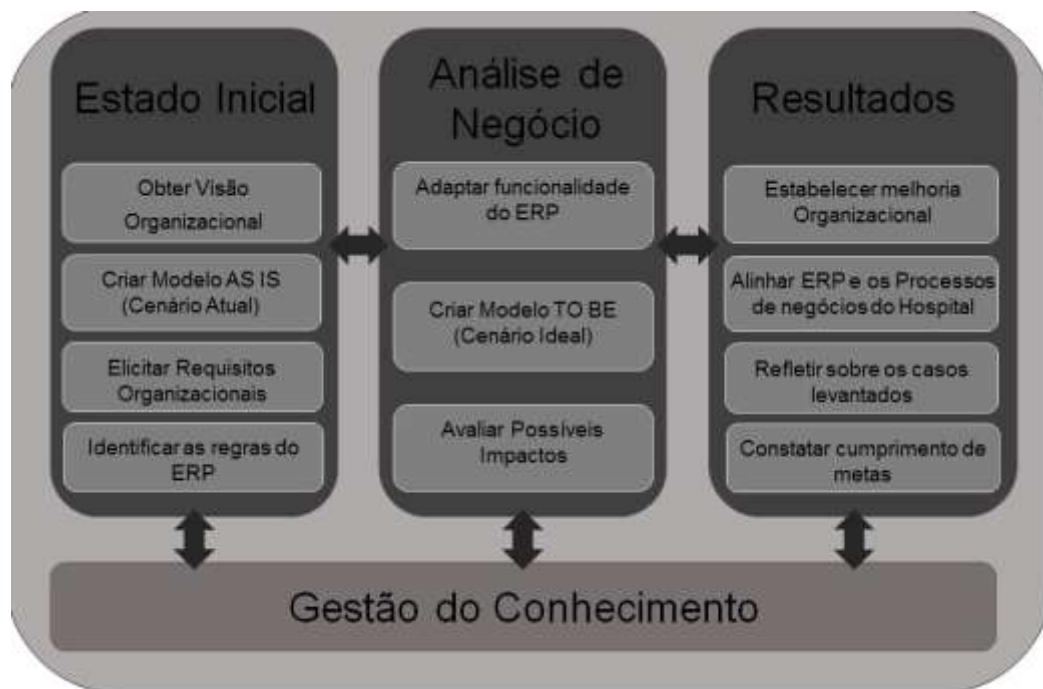 Estado Inicial
Obter Visão
Organizacional
Criar Modelo AS IS
(Cenário Atual)
Elicitar Requisitos
Organizacionais
Identificar as regras do
ERP
Análise de
Negócio
Adaptar funcionalidade
do ERP
Criar Modelo TO BE
(Cenário Ideal)
Avaliar Possíveis
Impactos
Resultados
Estabelecer melhoria
Organizacional
Alinhar ERP e os Processos
de negócios do Hospital
Refletir sobre os casos
levantados
Constatar cumprimento de
metas
Gestão do Conhecimento